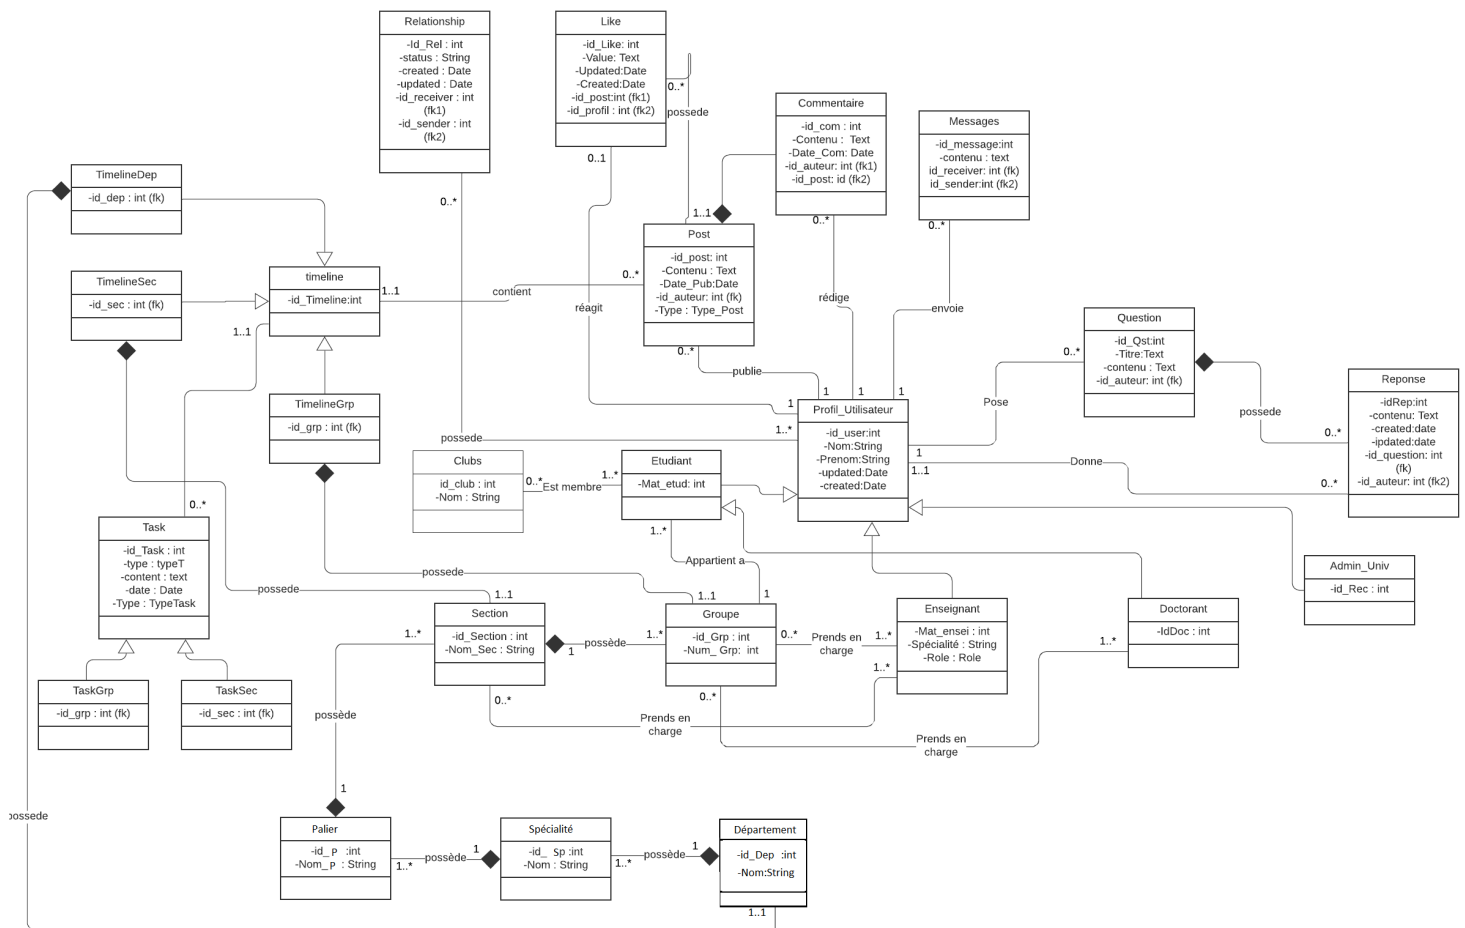 Relationship
-Id_Rel : int
-status : String
-created : Date
-updated : Date
-id_receiver : int
(fk1)
-id_sender : int
(fk2)
0..*
Like
-id_Like: int
-Value: Text
-Updated:Date
-Created:Date
-id_post:int (fk1)
-id_profil : int (fk2)
0..*
possede
0..1
Commentaire
-id_com : int
-Contenu :  Text
-Date_Com: Date
-id_auteur: int (fk1)
-id_post: id (fk2)
0..*
Messages
-id_message:int
-contenu : text
id_receiver: int (fk)
id_sender:int (fk2)
0..*
TimelineDep
-id_dep : int (fk)
TimelineSec
-id_sec : int (fk)
timeline
-id_Timeline:int
1..1
1..1
contient
0..*
1..1
Post
-id_post: int
-Contenu : Text
-Date_Pub:Date
-id_auteur: int (fk)
-Type : Type_Post
0..*
publie
réagit
rédige
envoie
Question
-id_Qst:int
-Titre:Text
-contenu : Text
-id_auteur: int (fk)
0..*
Pose
possede
0..*
Reponse
-idRep:int
-contenu: Text
-created:date
-ipdated:date
-id_question: int
(fk)
-id_auteur: int (fk2)
TimelineGrp
-id_grp : int (fk)
1
1
1
1
Profil_Utilisateur
-id_user:int
-Nom:String
-Prenom:String
-updated:Date
-created:Date
1..*
possede
1
1..1
Donne
0..*
Clubs
id_club : int
-Nom : String
0..*
Est membre
1..*
Etudiant
-Mat_etud: int
1..*
Appartient a
1
0..*
Task
-id_Task : int
-type : typeT
-content : text
-date : Date
-Type : TypeTask
possede
possede
1..1
1..1
Admin_Univ
-id_Rec : int
Section
-id_Section : int
-Nom_Sec : String
1..*
1
possède
1..*
Groupe
-id_Grp : int
-Num_ Grp:  int
0..*
Prends en
charge
1..*
1..*
Enseignant
-Mat_ensei : int
-Spécialité : String
-Role : Role
Doctorant
-IdDoc : int
1..*
TaskGrp
-id_grp : int (fk)
TaskSec
-id_sec : int (fk)
0..*
0..*
possède
Prends en
charge
Prends en
charge
1
possede
Palier
-id_ P  :int
-Nom_ P  : String
1..*
possède
1
Spécialité
-id_ Sp :int
-Nom : String
1..*
possède
1
Département
-id_Dep  :int
-Nom:String
1..1